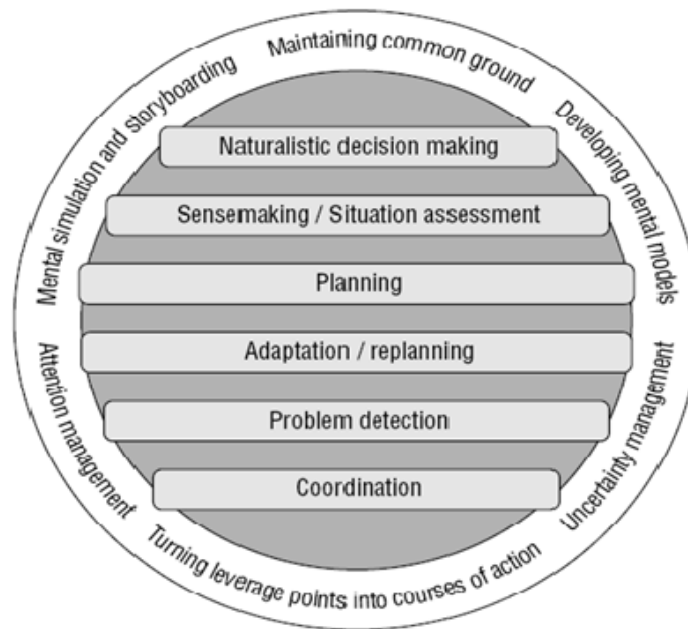 Maintaining common ground
Mental simulation and storyboarding
Developing mental models
Naturalistic decision making
Sensemaking / Situation assessment
Planning
Adaptation / replanning
Problem detection
Coordination
Attention management
Uncertainty management
Turning leverage points into courses of action